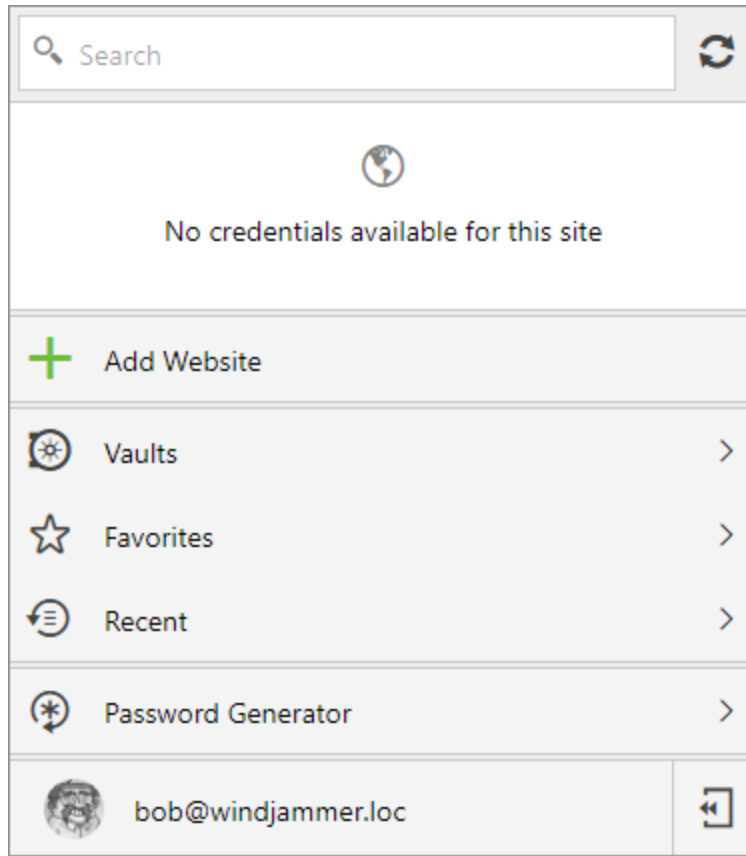 Search
No credentials available for this site
Add Website
Vaults
Favorites
Recent
Password Generator
bob@windjammer.loc